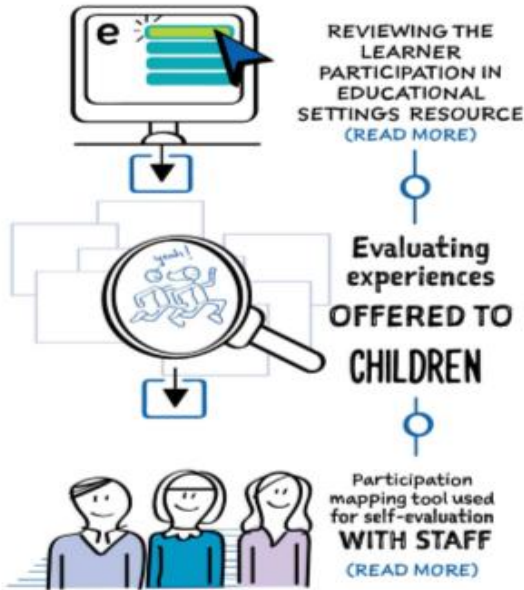 e
REVIEWING THE
LEARNER
PARTICIPATION IN
EDUCATIONAL
SETTINGS RESOURCE
(READ MORE)
yeah!
Evaluating
experiences
OFFERED TO
CHILDREN
Participation
mapping tool used
for self-evaluation
WITH STAFF
(READ MORE)